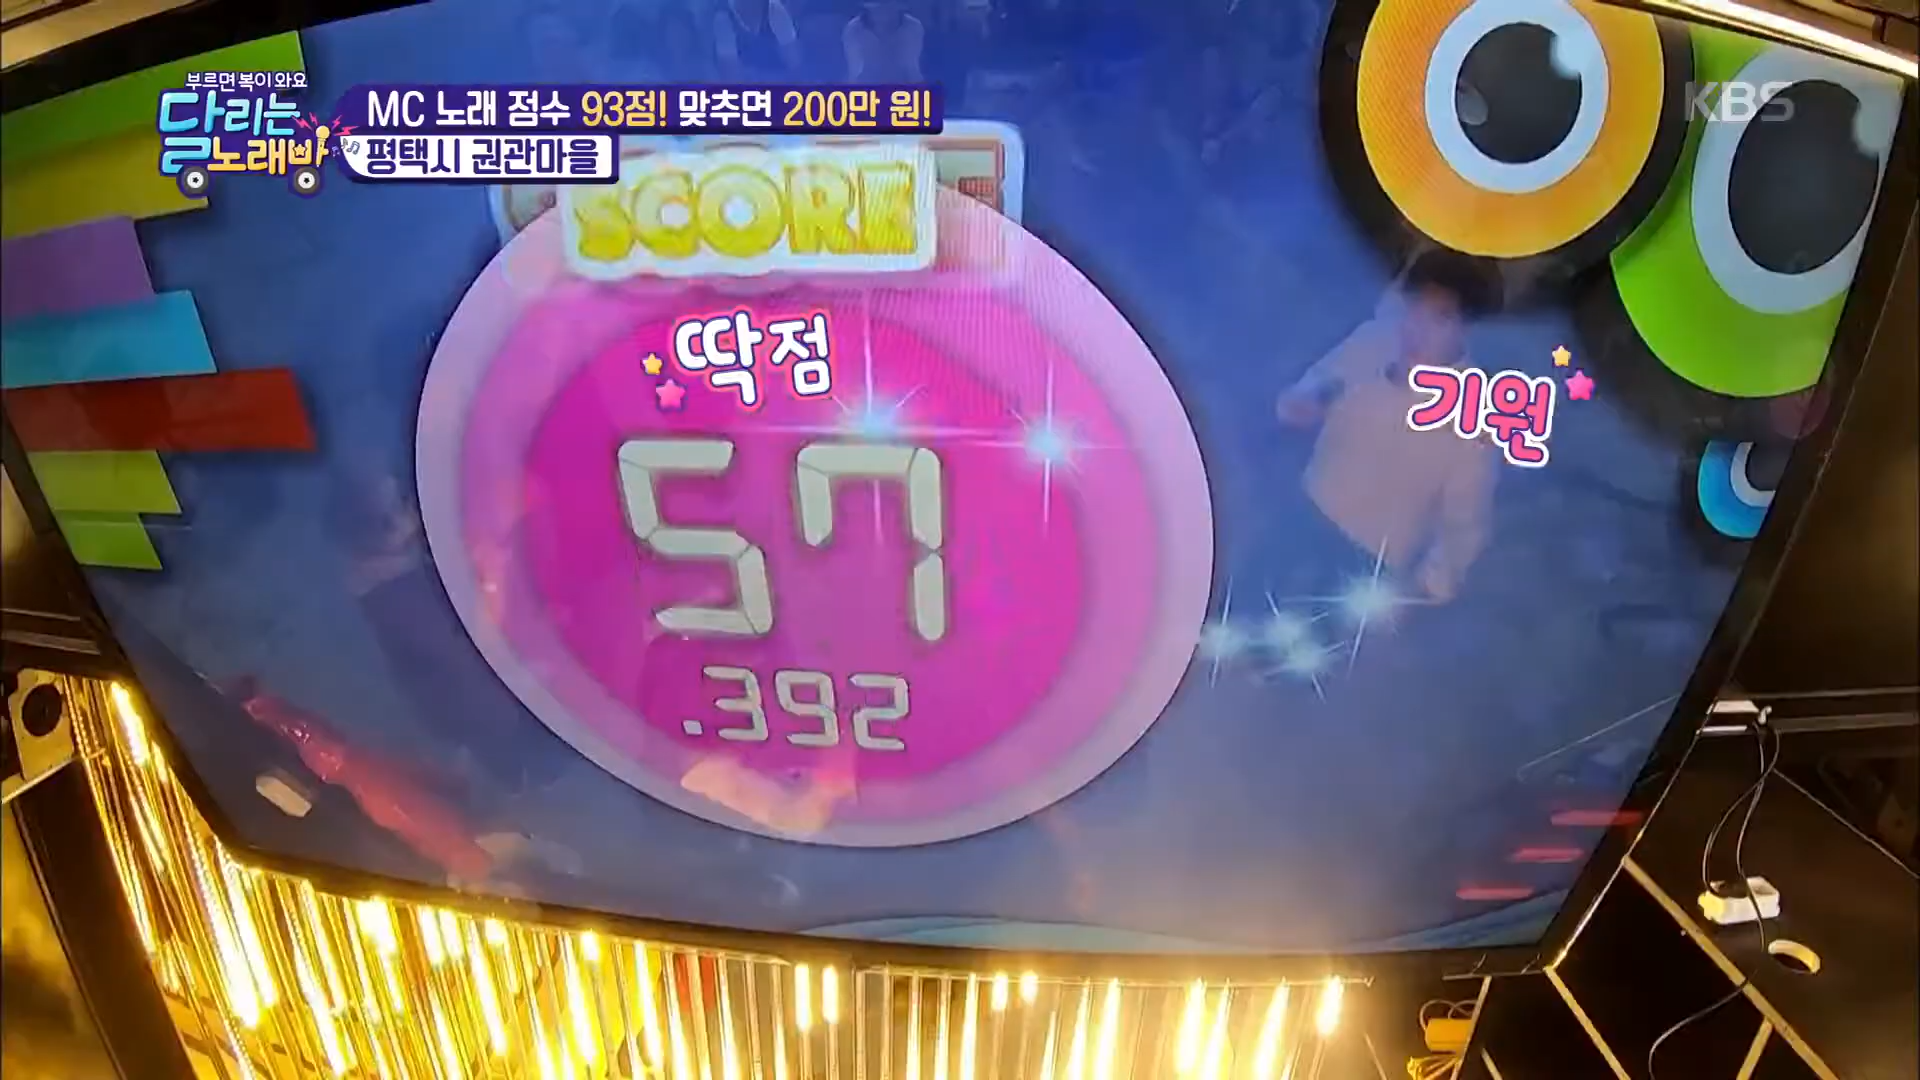 부르면 복이 와요
달리는
노래방
MC 노래 점수 93점! 맞추면 200만 원!
평택시 권관마을
KBS
SCORE
딱점
기원
57
.392